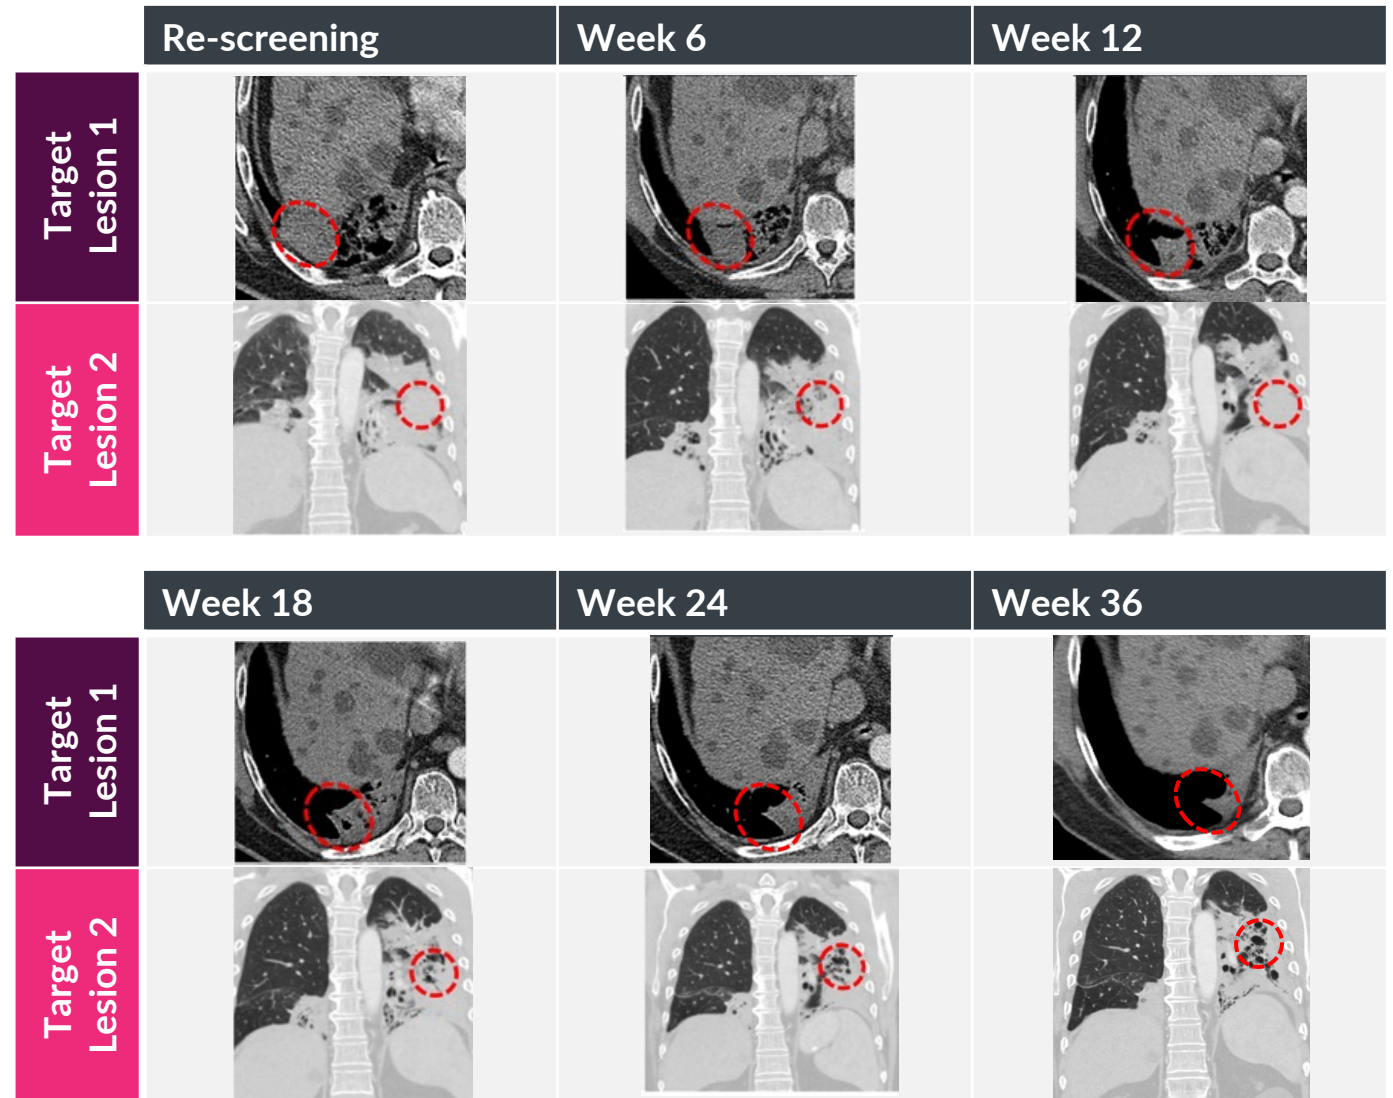 Re-screening
Week 6
Week 12
Target
Lesion 1
Target
Lesion 2
Week 18
Week 24
Week 36
Target
Lesion 1
Target
Lesion 2